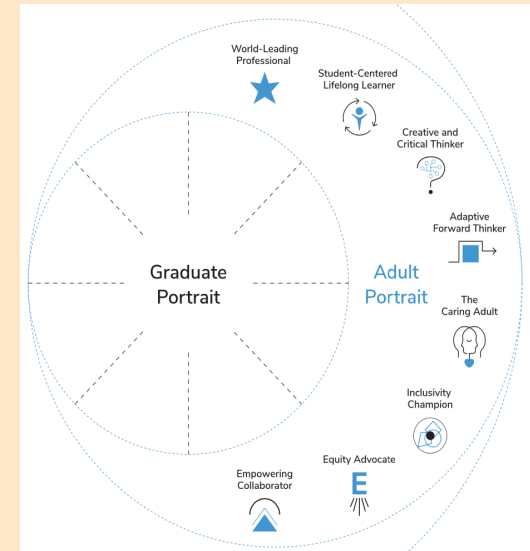 World-Leading
Professional
Student-Centered
Lifelong Learner
Creative and
Critical Thinker
Adaptive
Forward Thinker
Graduate
Portrait
Adult
Portrait
The
Caring Adult
Inclusivity
Champion
Equity Advocate
E
Empowering
Collaborator